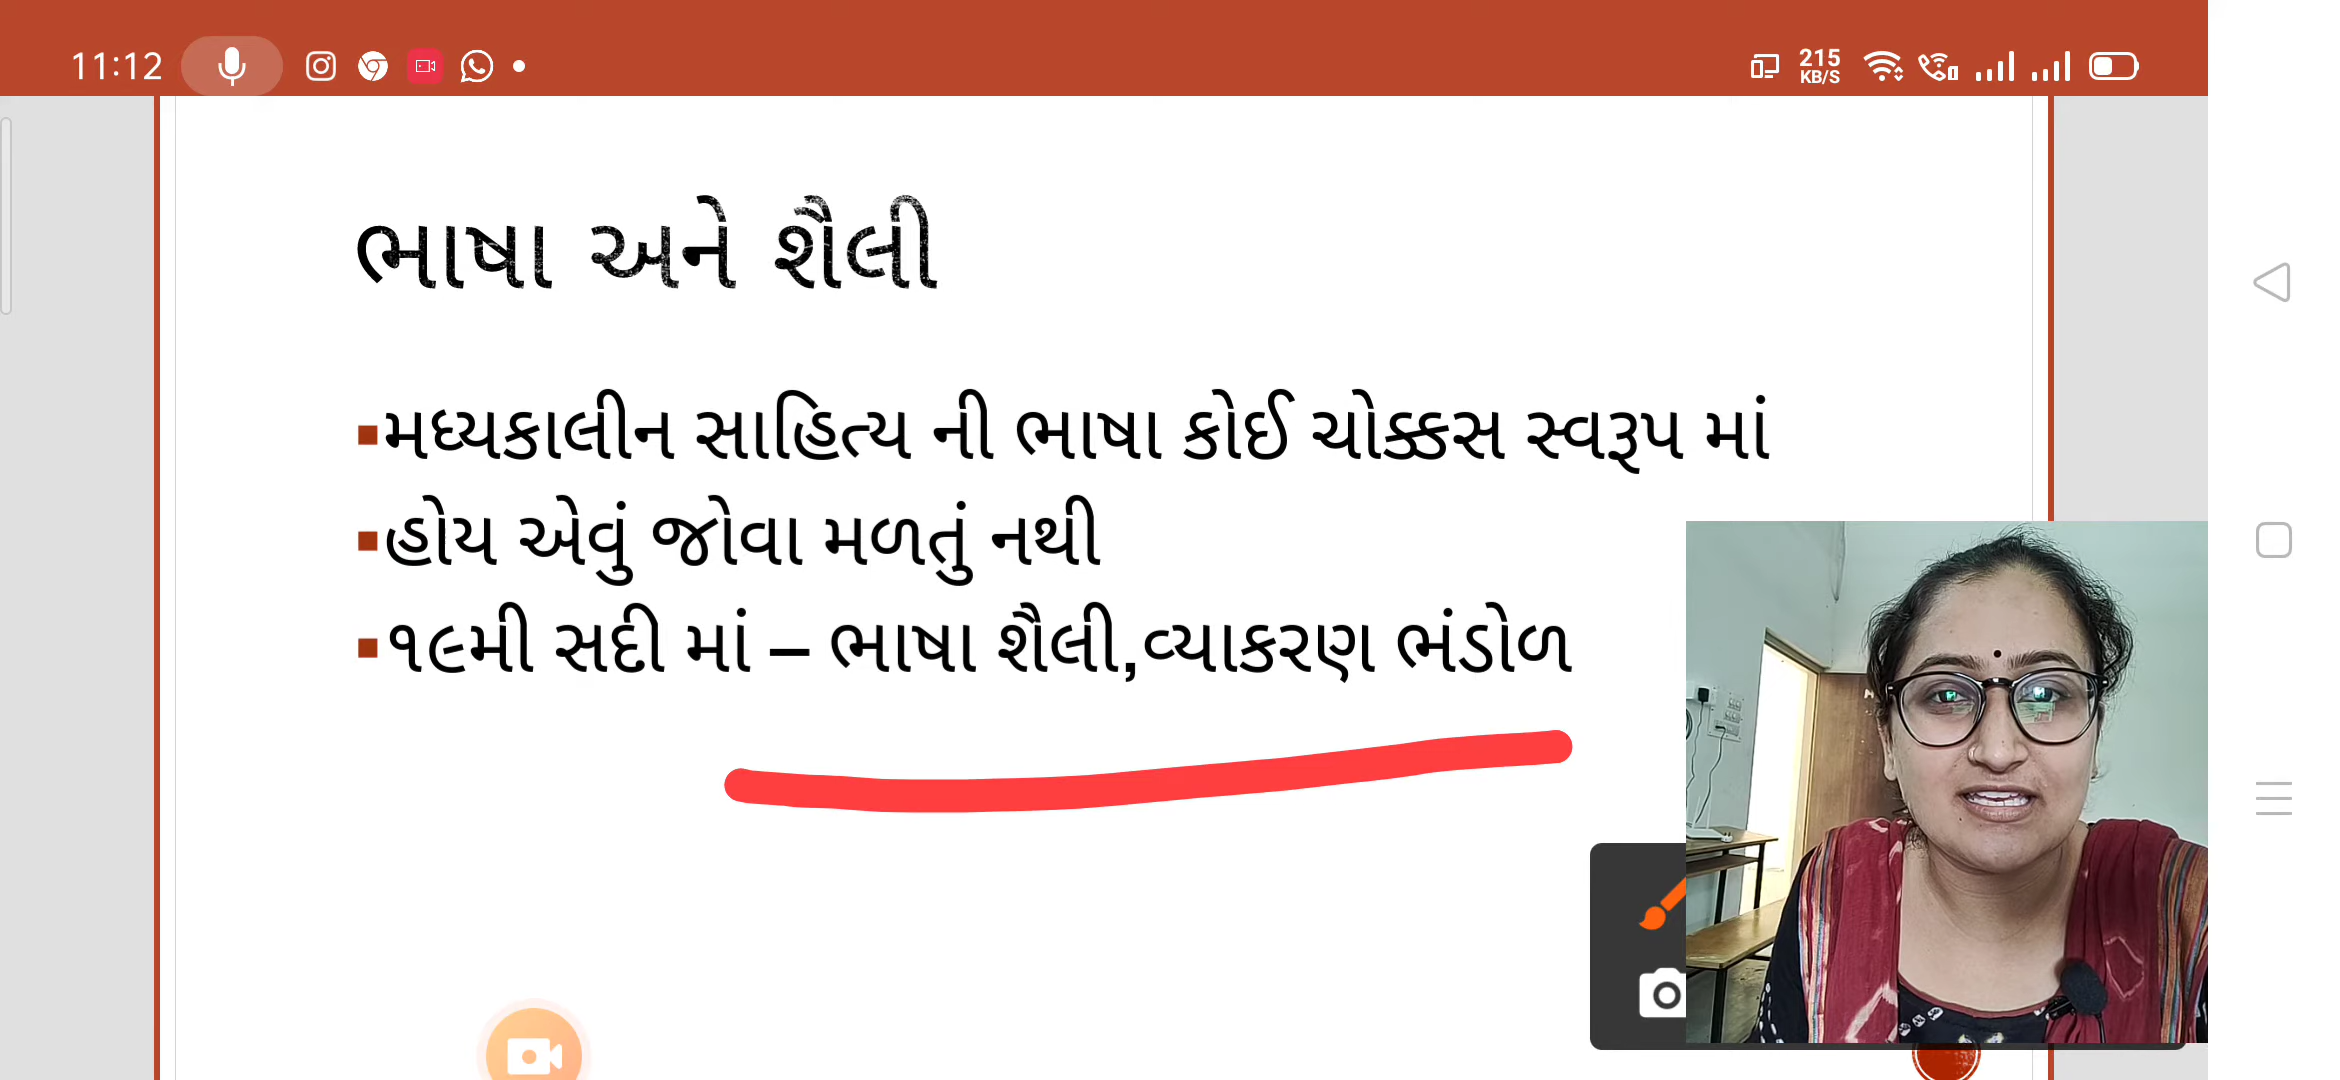 11:12
215
KB/S
ભાષા અને શૈલી
મધ્યકાલીન સાહિત્ય ની ભાષા કોઈ ચોક્કસ સ્વરૂપ માં
હોય એવું જોવા મળતું નથી
૧૯મી સદી માં – ભાષા શૈલી,વ્યાકરણ ભંડોળ